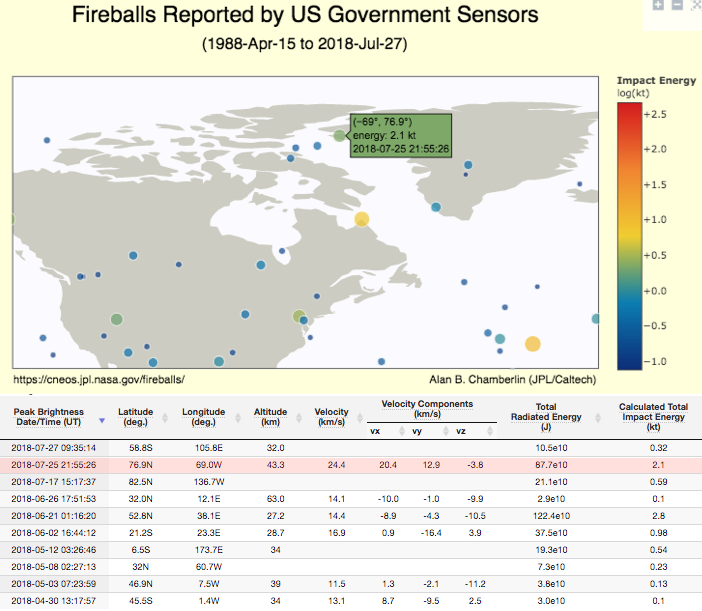 Fireballs Reported by US Government Sensors
(1988-Apr-15 to 2018-Jul-27)
Impact Energy
log(kt)
(−69°, 76.9°)
energy: 2.1 kt
2018-07-25 21:55:26
+2.5
+2.0
+1.5
+1.0
+0.5
+0.0
−0.5
−1.0
https://cneos.jpl.nasa.gov/fireballs/ Alan B. Chamberlin (JPL/Caltech)
Peak Brightness Date/Time (UT) Latitude (deg.) Longitude (deg.) Altitude (km) Velocity (km/s) Velocity Components (km/s) vx vy vz Total Radiated Energy (J) Calculated Total Impact Energy (kt)
2018-07-27 09:35:14 58.8S 105.8E 32.0 10.5e10 0.32
2018-07-25 21:55:26 76.9N 69.0W 43.3 24.4 20.4 12.9 -3.8 87.7e10 2.1
2018-07-17 15:17:37 82.5N 136.7W 21.1e10 0.59
2018-06-26 17:51:53 32.0N 12.1E 63.0 14.1 -10.0 -1.0 -9.9 2.9e10 0.1
2018-06-21 01:16:20 52.8N 38.1E 27.2 14.4 -8.9 -4.3 -10.5 122.4e10 2.8
2018-06-02 16:44:12 21.2S 23.3E 28.7 16.9 0.9 -16.4 3.9 37.5e10 0.98
2018-05-12 03:26:46 6.5S 173.7E 34 19.3e10 0.54
2018-05-08 02:27:13 32N 60.7W 7.3e10 0.23
2018-05-03 07:23:59 46.9N 7.5W 39 11.5 1.3 -2.1 -11.2 3.8e10 0.13
2018-04-30 13:17:57 45.5S 1.4W 34 13.1 8.7 -9.5 2.5 3.0e10 0.1